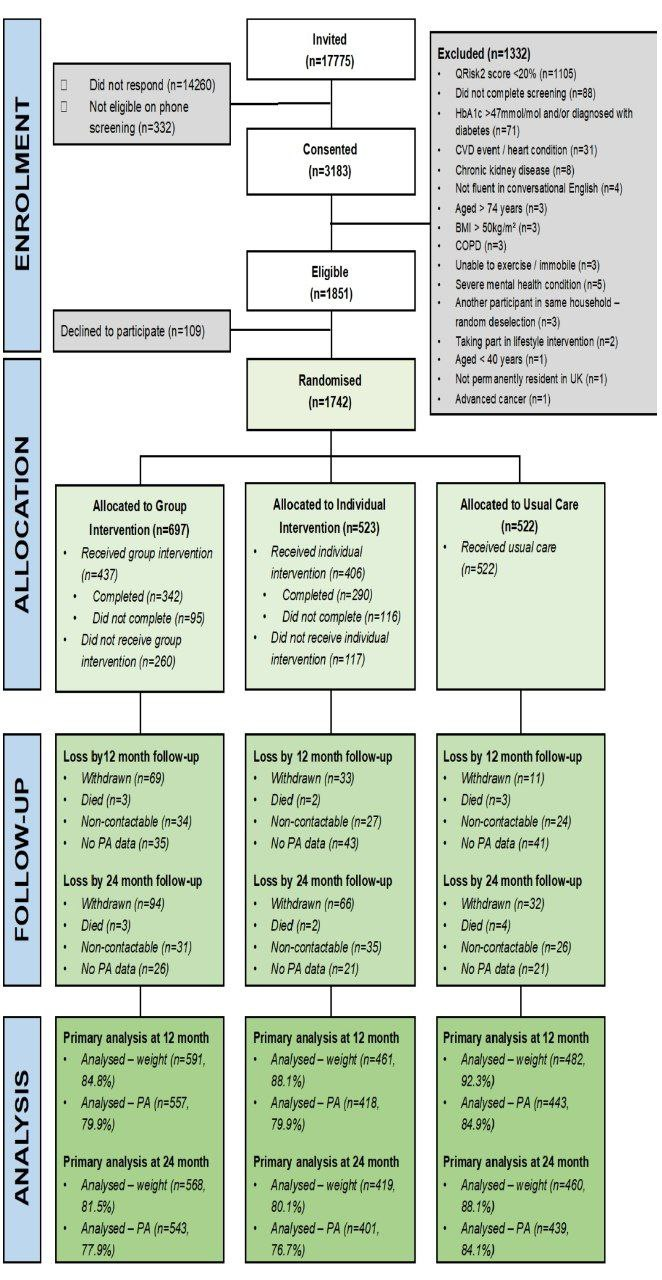 ENROLMENT
Invited
(n=17775)
Did not respond (n=14260)
Not eligible on phone
screening (n=332)
Consented
(n=3183)
Excluded (n=1332)
• QRisk2 score <20% (n=1105)
• Did not complete screening (n=88)
• HbA1c >47mmol/mol and/or diagnosed with
diabetes (n=71)
• CVD event / heart condition (n=31)
• Chronic kidney disease (n=8)
• Not fluent in conversational English (n=4)
• Aged > 74 years (n=3)
• BMI > 50kg/m² (n=3)
• COPD (n=3)
• Unable to exercise / immobile (n=3)
• Severe mental health condition (n=5)
• Another participant in same household –
random deselection (n=3)
• Taking part in lifestyle intervention (n=2)
• Aged < 40 years (n=1)
• Not permanently resident in UK (n=1)
• Advanced cancer (n=1)
Eligible
(n=1851)
Declined to participate (n=109)
ALLOCATION
Randomised
(n=1742)
Allocated to Group
Intervention (n=697)
• Received group intervention
(n=437)
• Completed (n=342)
• Did not complete (n=95)
• Did not receive group
intervention (n=260)
Allocated to Individual
Intervention (n=523)
• Received individual
intervention (n=406)
• Completed (n=290)
• Did not complete (n=116)
• Did not receive individual
intervention (n=117)
Allocated to Usual Care
(n=522)
• Received usual care
(n=522)
FOLLOW-UP
Loss by12 month follow-up
• Withdrawn (n=69)
• Died (n=3)
• Non-contactable (n=34)
• No PA data (n=35)
Loss by 24 month follow-up
• Withdrawn (n=94)
• Died (n=3)
• Non-contactable (n=31)
• No PA data (n=26)
Loss by 12 month follow-up
• Withdrawn (n=33)
• Died (n=2)
• Non-contactable (n=27)
• No PA data (n=43)
Loss by 24 month follow-up
• Withdrawn (n=66)
• Died (n=2)
• Non-contactable (n=35)
• No PA data (n=21)
Loss by 12 month follow-up
• Withdrawn (n=11)
• Died (n=3)
• Non-contactable (n=24)
• No PA data (n=41)
Loss by 24 month follow-up
• Withdrawn (n=32)
• Died (n=4)
• Non-contactable (n=26)
• No PA data (n=21)
ANALYSIS
Primary analysis at 12 month
• Analysed – weight (n=591,
84.8%)
• Analysed – PA (n=557,
79.9%)
Primary analysis at 24 month
• Analysed – weight (n=568,
81.5%)
• Analysed – PA (n=543,
77.9%)
Primary analysis at 12 month
• Analysed – weight (n=461,
88.1%)
• Analysed – PA (n=418,
79.9%)
Primary analysis at 24 month
• Analysed – weight (n=419,
80.1%)
• Analysed – PA (n=401,
76.7%)
Primary analysis at 12 month
• Analysed – weight (n=482,
92.3%)
• Analysed – PA (n=443,
84.9%)
Primary analysis at 24 month
• Analysed – weight (n=460,
88.1%)
• Analysed – PA (n=439,
84.1%)